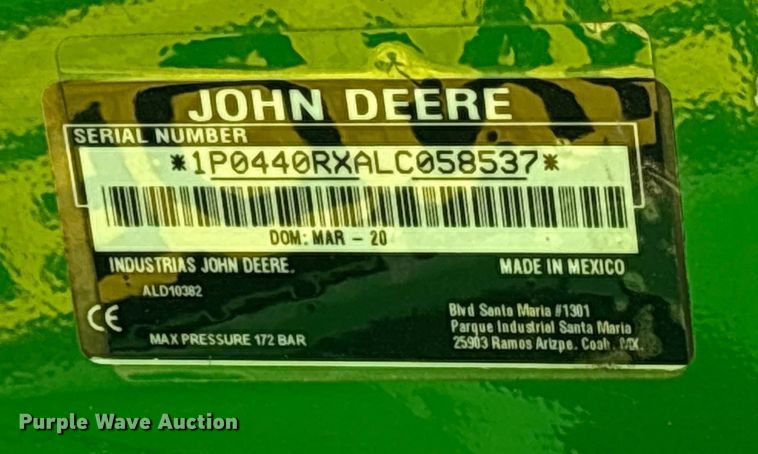 JOHN DEERE
SERIAL NUMBER
*1P0440RXALC058537*
DOM: MAR - 20
INDUSTRIAS JOHN DEERE.
MADE IN MEXICO
ALD10382
CE
MAX PRESSURE 172 BAR
Blvd Santa Maria #1301
Parque Industrial Santa Maria
25903 Ramos Arizpe. Coah. MX.
Purple Wave Auction